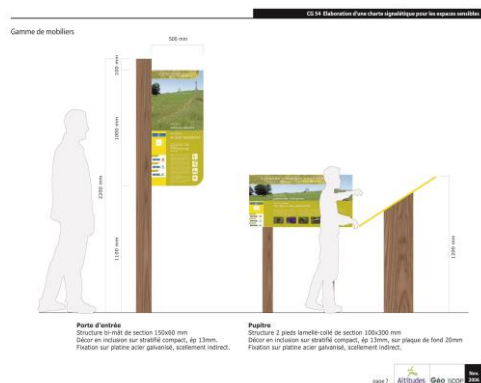 CG 54 Elaboration d'une charte signalétique pour les espaces sensibles
Gamme de mobiliers
500 mm
100 mm
1000 mm
2200 mm
1100 mm
1200 mm
Porte d'entrée
Structure bi-mât de section 150x60 mm
Décor en inclusion sur stratifié compact, ép 13mm.
Fixation sur platine acier galvanisé, scellement indirect.
Pupitre
Structure 2 pieds lamellé-collé de section 100x300 mm
Décor en inclusion sur stratifié compact, ép 13mm, sur plaque de fond 20mm
Fixation sur platine acier galvanisé, scellement indirect.
page 7
Altitudes
Géo scop
Nov.
2006